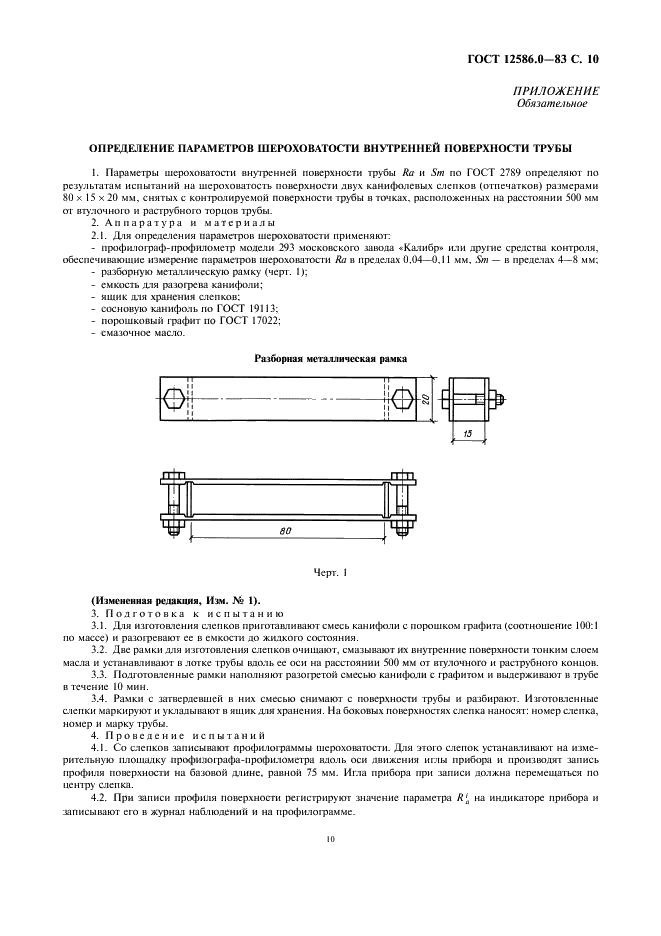 ГОСТ 12586.0—83 С. 10
ПРИЛОЖЕНИЕ
Обязательное
ОПРЕДЕЛЕНИЕ ПАРАМЕТРОВ ШЕРОХОВАТОСТИ ВНУТРЕННЕЙ ПОВЕРХНОСТИ ТРУБЫ
1. Параметры шероховатости внутренней поверхности трубы Ra и Sm по ГОСТ 2789 определяют по
результатам испытаний на шероховатость поверхности двух канифолевых слепков (отпечатков) размерами
80 × 15 × 20 мм, снятых с контролируемой поверхности трубы в точках, расположенных на расстоянии 500 мм
от втулочного и раструбного торцов трубы.
2. Аппаратура и материалы
2.1. Для определения параметров шероховатости применяют:
- профилограф-профилометр модели 293 московского завода «Калибр» или другие средства контроля,
обеспечивающие измерение параметров шероховатости Ra в пределах 0,04—0,11 мм, Sm — в пределах 4—8 мм;
- разборную металлическую рамку (черт. 1);
- емкость для разогрева канифоли;
- ящик для хранения слепков;
- сосновую канифоль по ГОСТ 19113;
- порошковый графит по ГОСТ 17022;
- смазочное масло.
Разборная металлическая рамка
20
15
80
Черт. 1
(Измененная редакция, Изм. № 1).
3. Подготовка к испытанию
3.1. Для изготовления слепков приготавливают смесь канифоли с порошком графита (соотношение 100:1
по массе) и разогревают ее в емкости до жидкого состояния.
3.2. Две рамки для изготовления слепков очищают, смазывают их внутренние поверхности тонким слоем
масла и устанавливают в лотке трубы вдоль ее оси на расстоянии 500 мм от втулочного и раструбного концов.
3.3. Подготовленные рамки наполняют разогретой смесью канифоли с графитом и выдерживают в трубе
в течение 10 мин.
3.4. Рамки с затвердевшей в них смесью снимают с поверхности трубы и разбирают. Изготовленные
слепки маркируют и укладывают в ящик для хранения. На боковых поверхностях слепка наносят: номер слепка,
номер и марку трубы.
4. Проведение испытаний
4.1. Со слепков записывают профилограммы шероховатости. Для этого слепок устанавливают на изме-
рительную площадку профилографа-профилометра вдоль оси движения иглы прибора и производят запись
профиля поверхности на базовой длине, равной 75 мм. Игла прибора при записи должна перемещаться по
центру слепка.
4.2. При записи профиля поверхности регистрируют значение параметра R i a на индикаторе прибора и
записывают его в журнал наблюдений и на профилограмме.
10